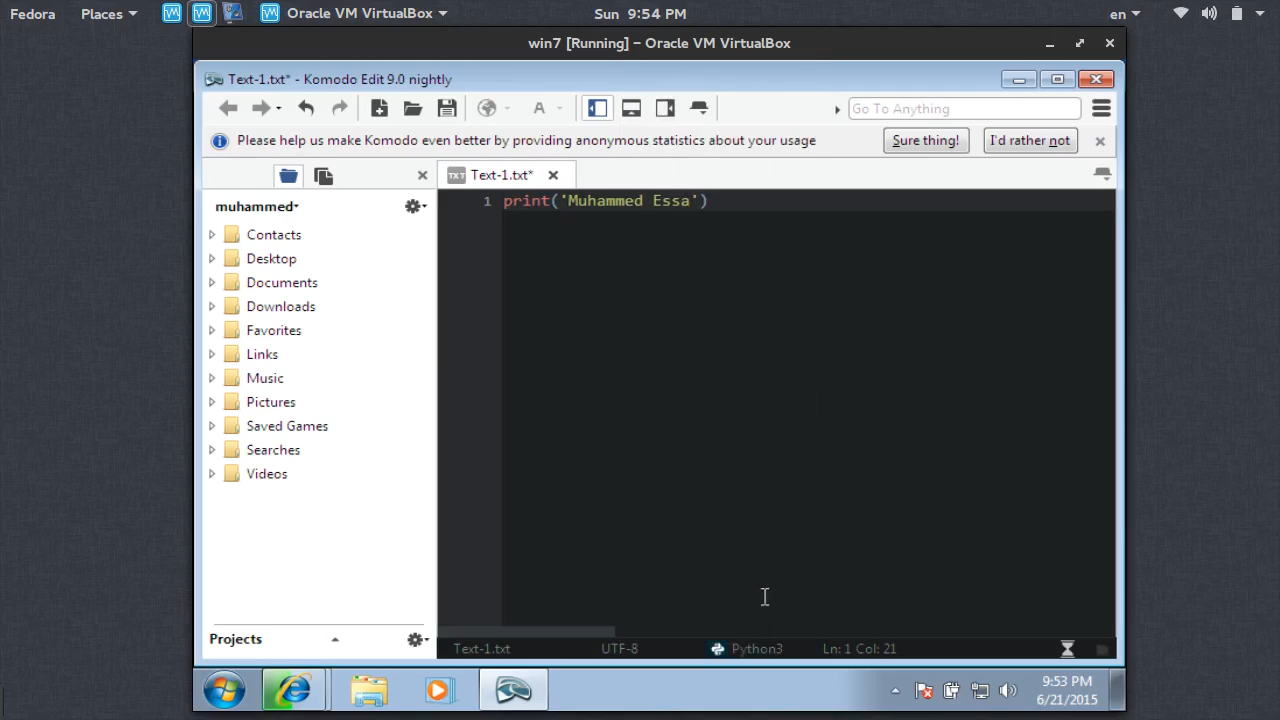 Fedora Places Oracle VM VirtualBox Sun 9:54 PM en
win7 [Running] – Oracle VM VirtualBox
Text-1.txt* - Komodo Edit 9.0 nightly
A Go To Anything
Please help us make Komodo even better by providing anonymous statistics about your usage Sure thing! I'd rather not
TXT Text-1.txt*
muhammed
1 print('Muhammed Essa')
Contacts
Desktop
Documents
Downloads
Favorites
Links
Music
Pictures
Saved Games
Searches
Videos
Projects
Text-1.txt UTF-8 Python3 Ln: 1 Col: 21
9:53 PM
6/21/2015